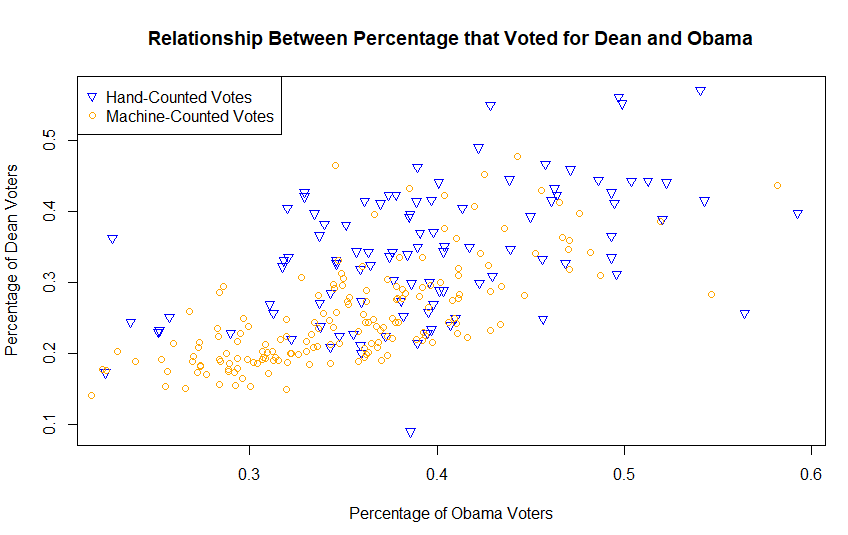 Relationship Between Percentage that Voted for Dean and Obama
Hand-Counted Votes
Machine-Counted Votes
Percentage of Dean Voters
0.5
0.4
0.3
0.2
0.1
0.3 0.4 0.5 0.6
Percentage of Obama Voters